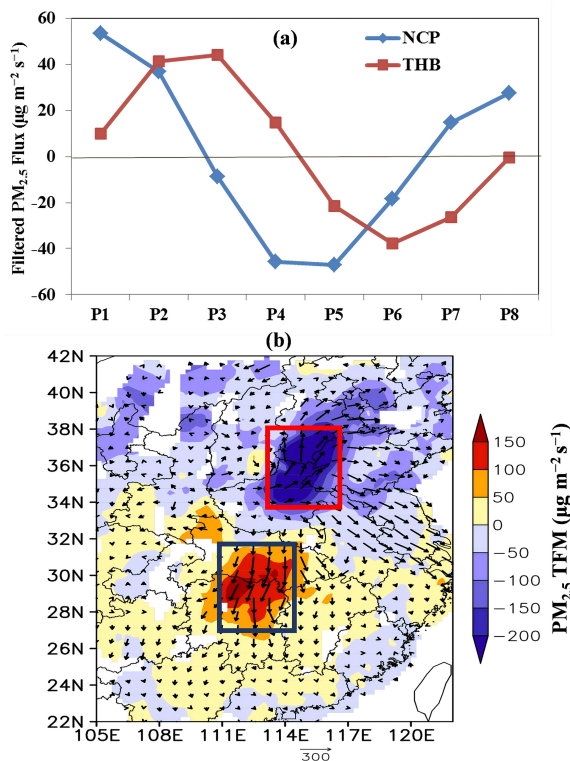 60
(a)
NCP
THB
40
20
0
-20
-40
-60
Filtered PM2.5 Flux (µg m−2 s−1)
P1 P2 P3 P4 P5 P6 P7 P8
(b)
42N
40N
38N
36N
34N
32N
30N
28N
26N
24N
22N
105E 108E 111E 114E 117E 120E
300
150
100
50
0
−50
−100
−150
−200
PM2.5 TFM (µg m−2 s−1)